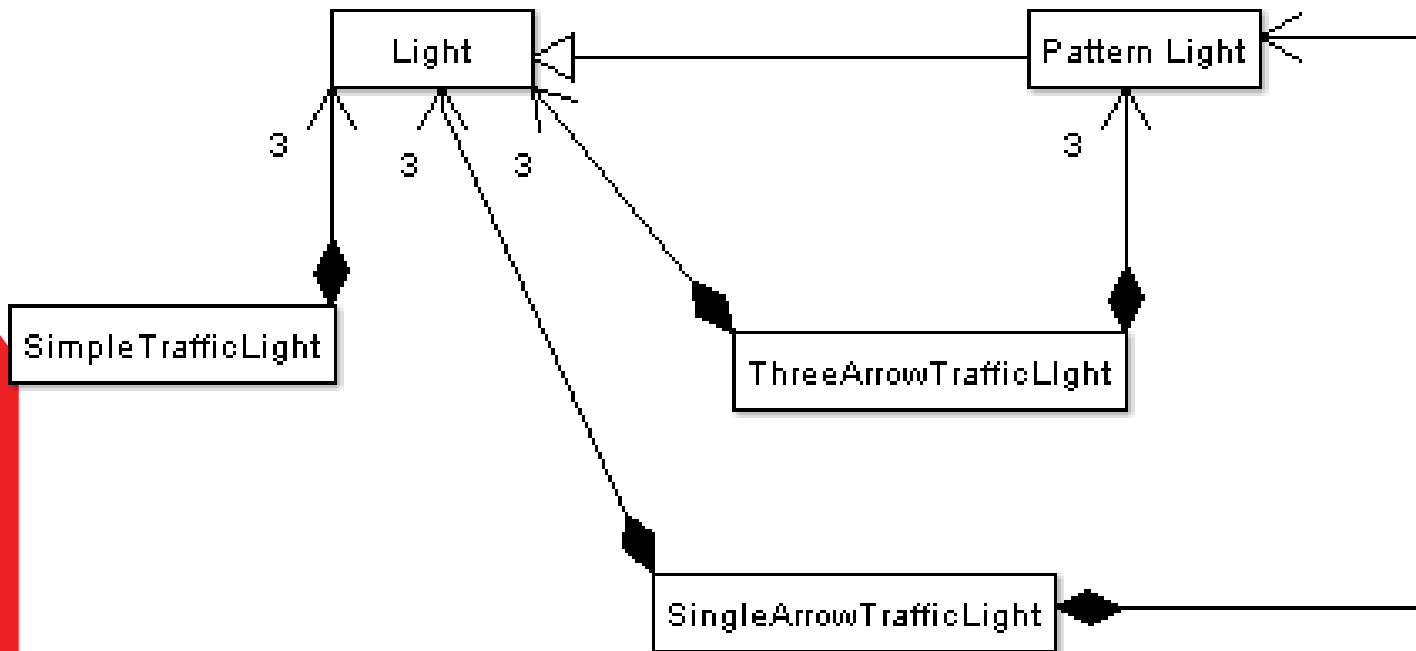 Light
Pattern Light
3
3
3
3
SimpleTrafficLight
ThreeArrowTrafficLIght
SingleArrowTrafficLight